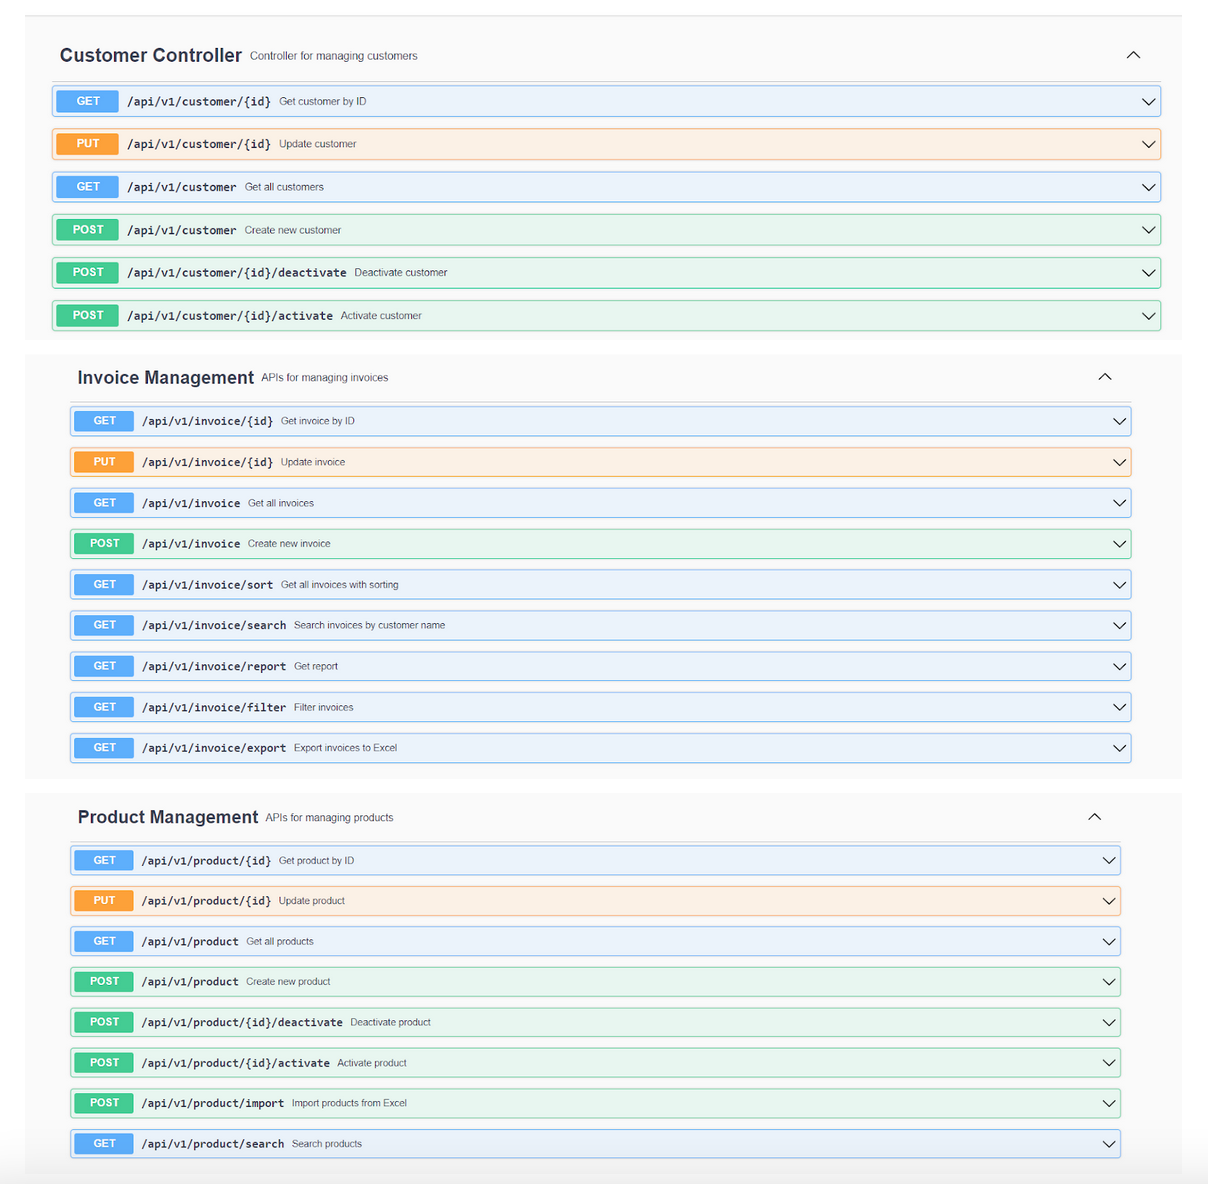 Customer Controller Controller for managing customers
GET /api/v1/customer/{id} Get customer by ID
PUT /api/v1/customer/{id} Update customer
GET /api/v1/customer Get all customers
POST /api/v1/customer Create new customer
POST /api/v1/customer/{id}/deactivate Deactivate customer
POST /api/v1/customer/{id}/activate Activate customer
Invoice Management APIs for managing invoices
GET /api/v1/invoice/{id} Get invoice by ID
PUT /api/v1/invoice/{id} Update invoice
GET /api/v1/invoice Get all invoices
POST /api/v1/invoice Create new invoice
GET /api/v1/invoice/sort Get all invoices with sorting
GET /api/v1/invoice/search Search invoices by customer name
GET /api/v1/invoice/report Get report
GET /api/v1/invoice/filter Filter invoices
GET /api/v1/invoice/export Export invoices to Excel
Product Management APIs for managing products
GET /api/v1/product/{id} Get product by ID
PUT /api/v1/product/{id} Update product
GET /api/v1/product Get all products
POST /api/v1/product Create new product
POST /api/v1/product/{id}/deactivate Deactivate product
POST /api/v1/product/{id}/activate Activate product
POST /api/v1/product/import Import products from Excel
GET /api/v1/product/search Search products